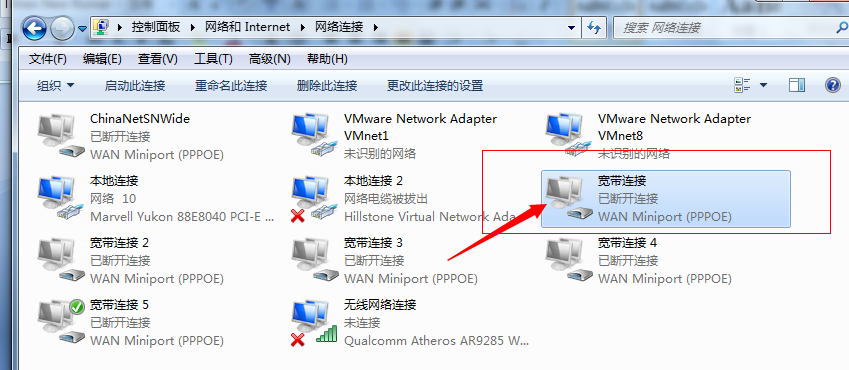 控制面板 ▸ 网络和 Internet ▸ 网络连接 ▸
搜索 网络连接
文件(F) 编辑(E) 查看(V) 工具(T) 高级(N) 帮助(H)
组织 启动此连接 重命名此连接 删除此连接 更改此连接的设置
ChinaNetSNWide
已断开连接
WAN Miniport (PPPOE)
VMware Network Adapter
VMnet1
未识别的网络
VMware Network Adapter
VMnet8
未识别的网络
本地连接
网络 10
Marvell Yukon 88E8040 PCI-E ...
本地连接 2
网络电缆被拔出
Hillstone Virtual Network Ada
宽带连接
已断开连接
WAN Miniport (PPPOE)
宽带连接 2
已断开连接
WAN Miniport (PPPOE)
宽带连接 3
已断开连接
WAN Miniport (PPPOE)
宽带连接 4
已断开连接
WAN Miniport (PPPOE)
宽带连接 5
已断开连接
WAN Miniport (PPPOE)
无线网络连接
未连接
Qualcomm Atheros AR9285 W...